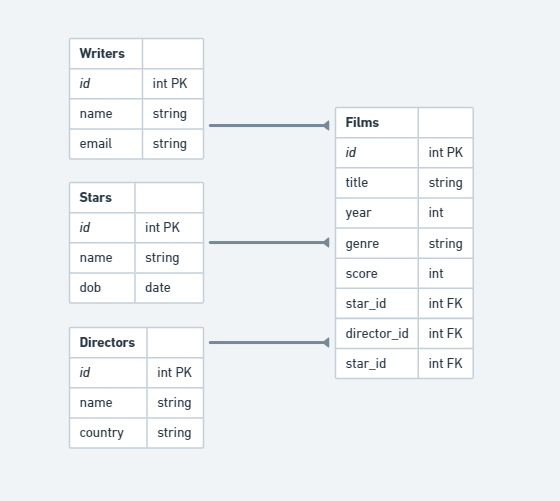 Writers
id int PK
name string
email string
Stars
id int PK
name string
dob date
Directors
id int PK
name string
country string
Films
id int PK
title string
year int
genre string
score int
star_id int FK
director_id int FK
star_id int FK